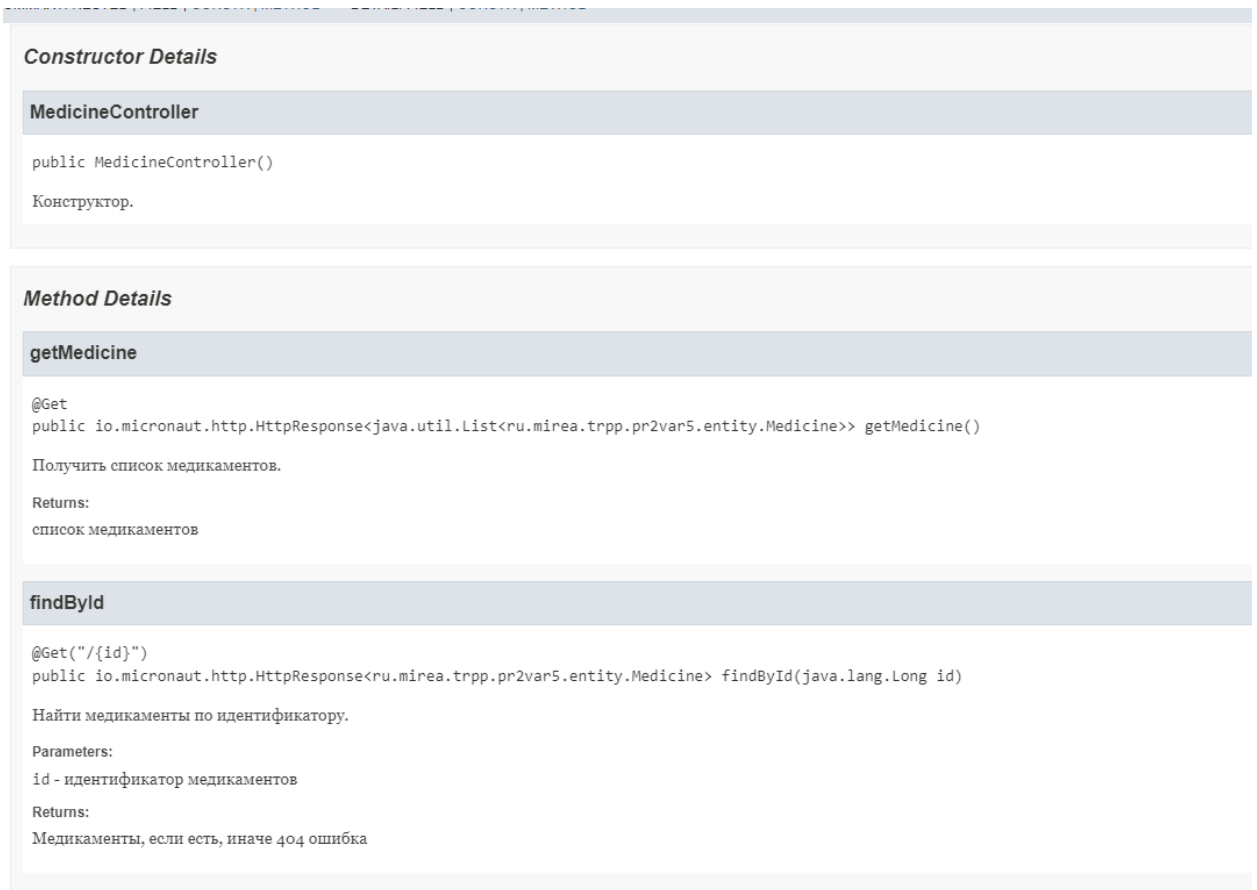 Constructor Details
MedicineController
public MedicineController()
Конструктор.
Method Details
getMedicine
@Get
public io.micronaut.http.HttpResponse<java.util.List<ru.mirea.trpp.pr2var5.entity.Medicine>> getMedicine()
Получить список медикаментов.
Returns:
список медикаментов
findById
@Get("/{id}")
public io.micronaut.http.HttpResponse<ru.mirea.trpp.pr2var5.entity.Medicine> findById(java.lang.Long id)
Найти медикаменты по идентификатору.
Parameters:
id - идентификатор медикаментов
Returns:
Медикаменты, если есть, иначе 404 ошибка